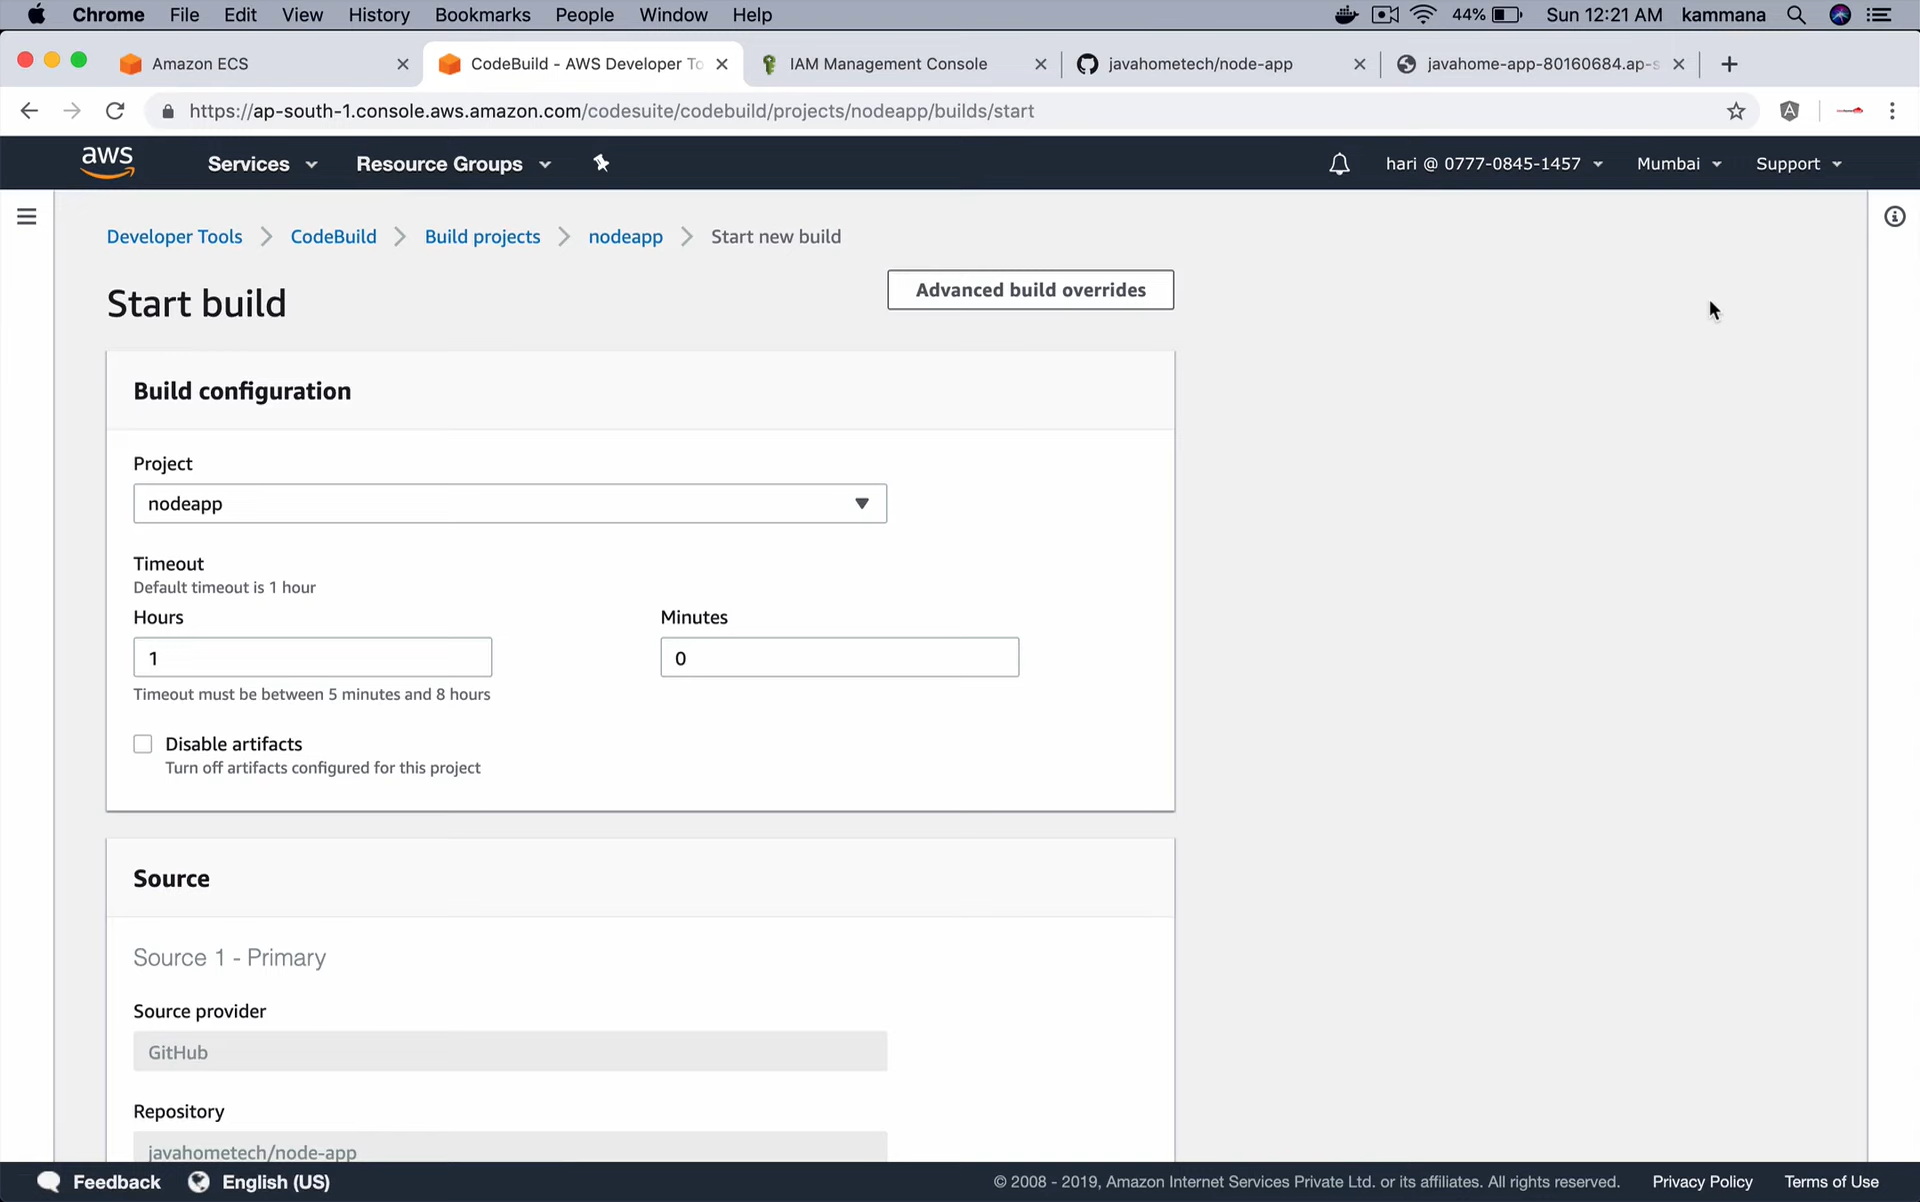 Chrome File Edit View History Bookmarks People Window Help 44% Sun 12:21 AM kammana
Amazon ECS
CodeBuild - AWS Developer To
IAM Management Console
javahometech/node-app
javahome-app-80160684.ap-s
https://ap-south-1.console.aws.amazon.com/codesuite/codebuild/projects/nodeapp/builds/start
aws Services Resource Groups hari @ 0777-0845-1457 Mumbai Support
Developer Tools CodeBuild Build projects nodeapp Start new build
Advanced build overrides
Start build
Build configuration
Project
nodeapp
Timeout
Default timeout is 1 hour
Hours Minutes
1 0
Timeout must be between 5 minutes and 8 hours
Disable artifacts
Turn off artifacts configured for this project
Source
Source 1 - Primary
Source provider
GitHub
Repository
javahometech/node-app
Feedback English (US) © 2008 - 2019, Amazon Internet Services Private Ltd. or its affiliates. All rights reserved. Privacy Policy Terms of Use